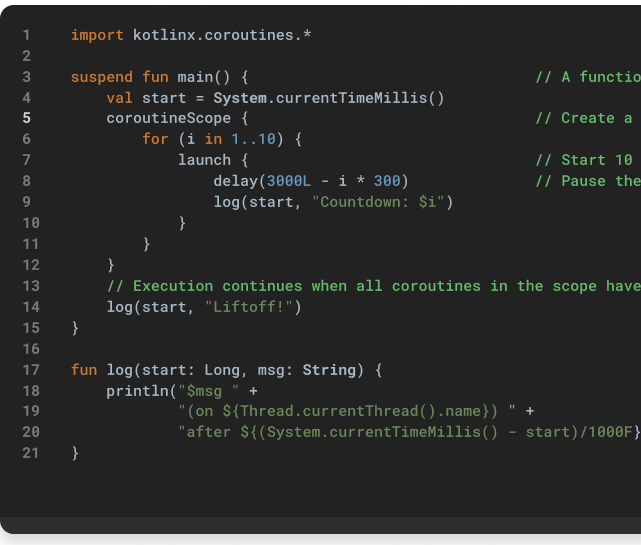 1 import kotlinx.coroutines.*
2
3 suspend fun main() { // A functio
4     val start = System.currentTimeMillis()
5     coroutineScope { // Create a
6         for (i in 1..10) {
7             launch { // Start 10
8                 delay(3000L - i * 300) // Pause the
9                 log(start, "Countdown: $i")
10             }
11         }
12     }
13     // Execution continues when all coroutines in the scope have
14     log(start, "Liftoff!")
15 }
16
17 fun log(start: Long, msg: String) {
18     println("$msg " +
19             "(on ${Thread.currentThread().name}) " +
20             "after ${(System.currentTimeMillis() - start)/1000F}
21 }